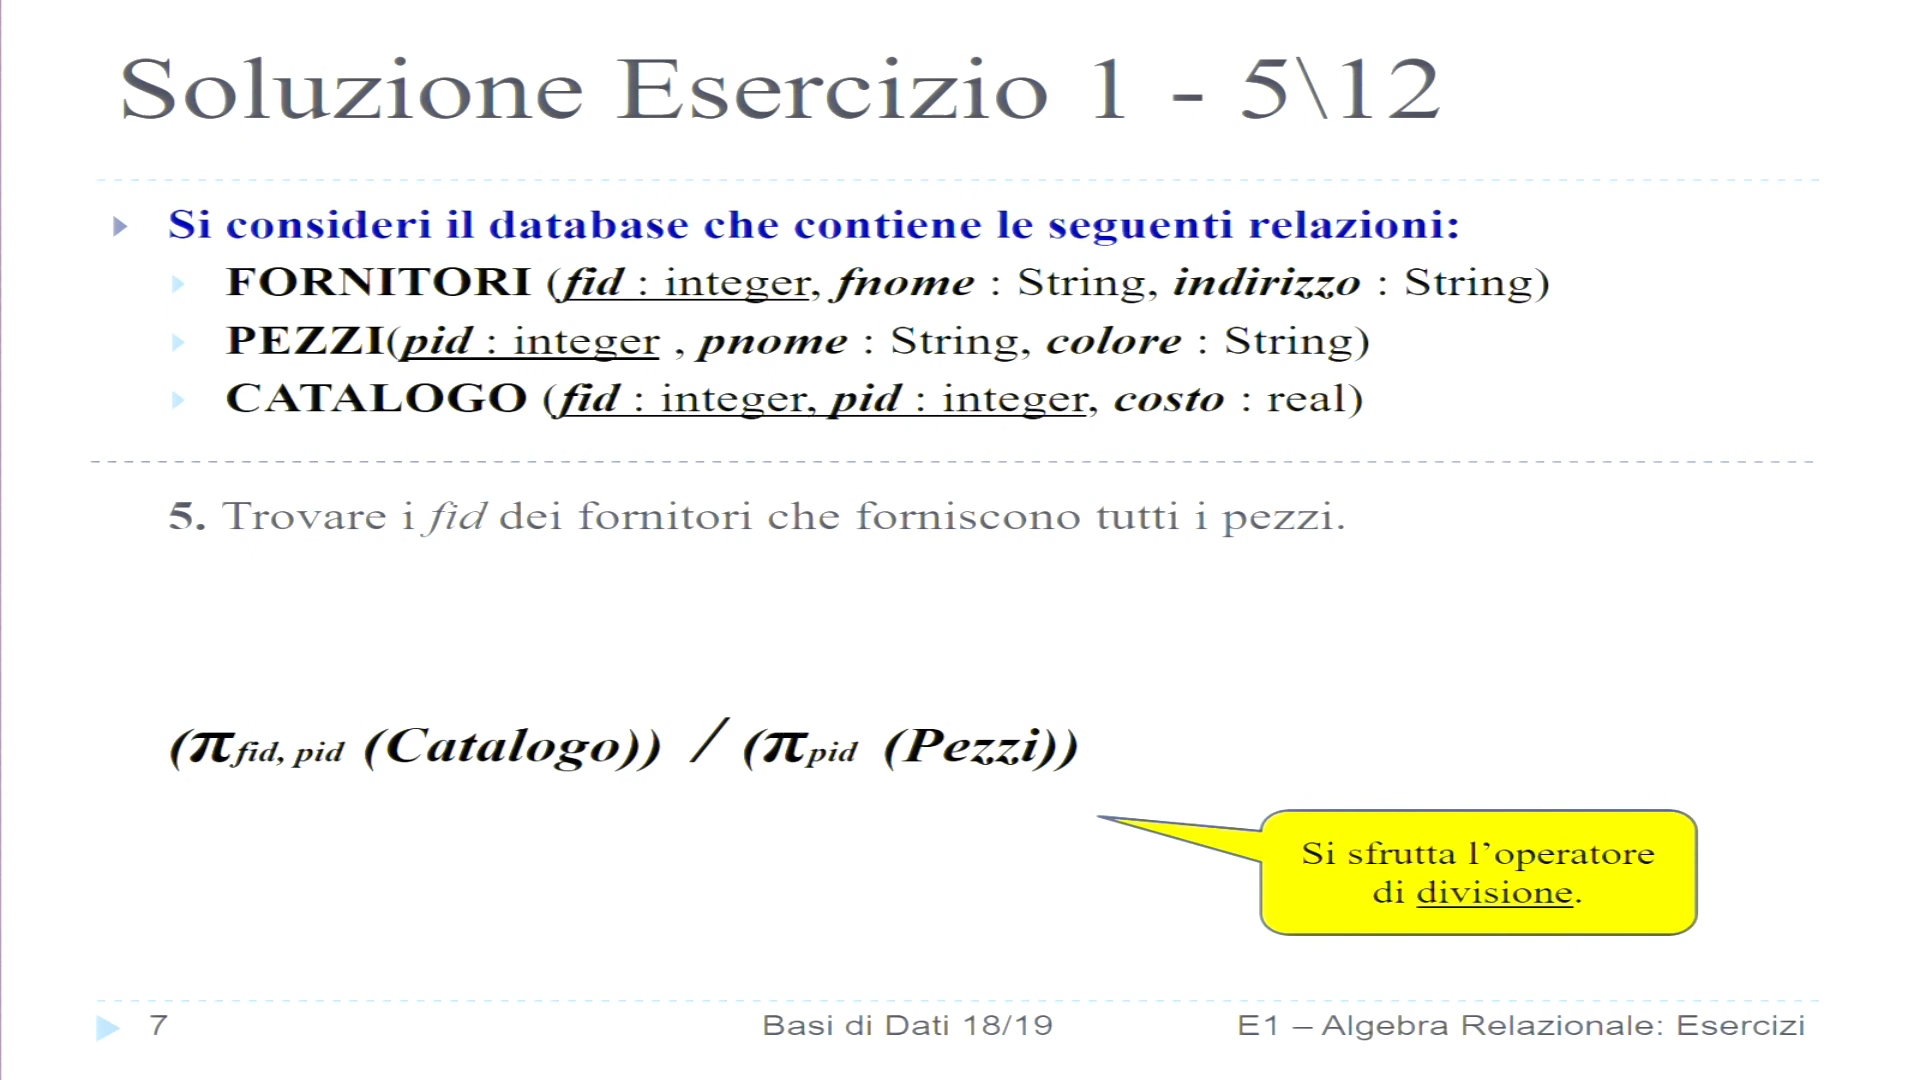 Soluzione Esercizio 1 - 5\12
Si consideri il database che contiene le seguenti relazioni:
FORNITORI (fid : integer, fnome : String, indirizzo : String)
PEZZI(pid : integer , pnome : String, colore : String)
CATALOGO (fid : integer, pid : integer, costo : real)
5. Trovare i fid dei fornitori che forniscono tutti i pezzi.
(π fid, pid (Catalogo)) / (π pid (Pezzi))
Si sfrutta l’operatore
di divisione.
7 Basi di Dati 18/19 E1 – Algebra Relazionale: Esercizi